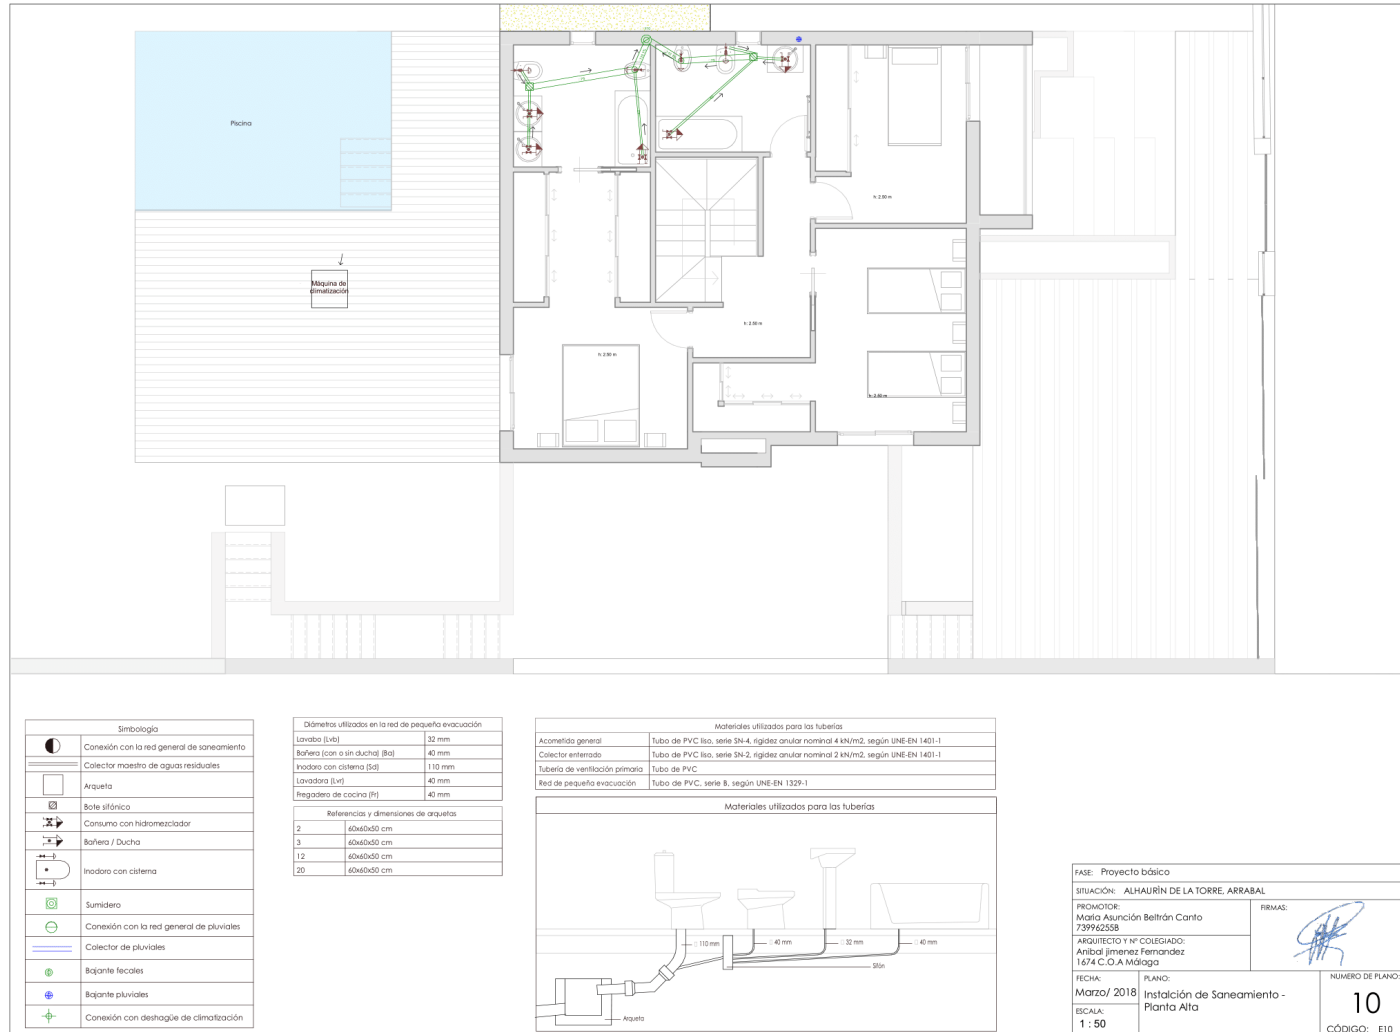 Piscina
Máquina de
climatización
h: 2.50 m
h: 2.50 m
h: 2.50 m
h: 2.50 m
Simbología
Conexión con la red general de saneamiento
Colector maestro de aguas residuales
Arqueta
Bote sifónico
Consumo con hidromezclador
Bañera / Ducha
Inodoro con cisterna
Sumidero
Conexión con la red general de pluviales
Colector de pluviales
Bajante fecales
Bajante pluviales
Conexión con deshagüe de climatización
Diámetros utilizados en la red de pequeña evacuación
Lavabo (Lvb) 32 mm
Bañera (con o sin ducha) (Ba) 40 mm
Inodoro con cisterna (Sd) 110 mm
Lavadora (Lvr) 40 mm
Fregadero de cocina (Fr) 40 mm
Referencias y dimensiones de arquetas
2 60x60x50 cm
3 60x60x50 cm
12 60x60x50 cm
20 60x60x50 cm
Materiales utilizados para las tuberías
Acometida general Tubo de PVC liso, serie SN-4, rigidez anular nominal 4 kN/m2, según UNE-EN 1401-1
Colector enterrado Tubo de PVC liso, serie SN-2, rigidez anular nominal 2 kN/m2, según UNE-EN 1401-1
Tubería de ventilación primaria Tubo de PVC
Red de pequeña evacuación Tubo de PVC, serie B, según UNE-EN 1329-1
Materiales utilizados para las tuberías
110 mm
40 mm
32 mm
40 mm
Sifón
Arqueta
FASE: Proyecto básico
SITUACIÓN: ALHAURÍN DE LA TORRE, ARRABAL
PROMOTOR:
Maria Asunción Beltrán Canto
73996255B
FIRMAS:
ARQUITECTO Y Nº COLEGIADO:
Anibal jimenez Fernandez
1674 C.O.A Málaga
FECHA:
Marzo/ 2018
PLANO:
Instalción de Saneamiento -
Planta Alta
ESCALA:
1 : 50
NUMERO DE PLANO:
10
CÓDIGO: E10